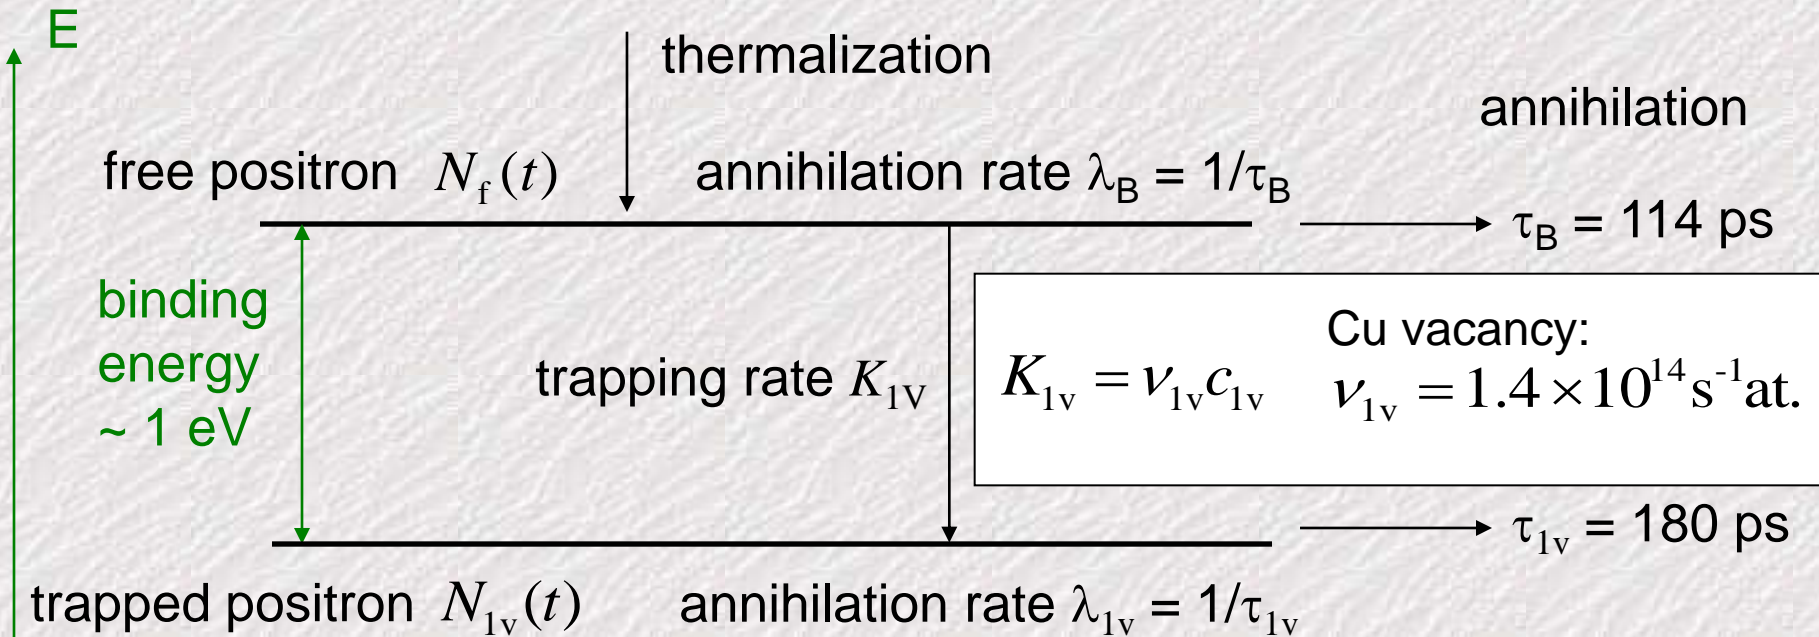 E
thermalization
annihilation
free positron N_f(t)
annihilation rate λ_B = 1/τ_B
τ_B = 114 ps
binding
energy
~ 1 eV
trapping rate K_1V
Cu vacancy:
K_1v = ν_1v c_1v
ν_1v = 1.4 × 10^14 s^-1 at.
τ_1v = 180 ps
trapped positron N_1v(t)
annihilation rate λ_1v = 1/τ_1v